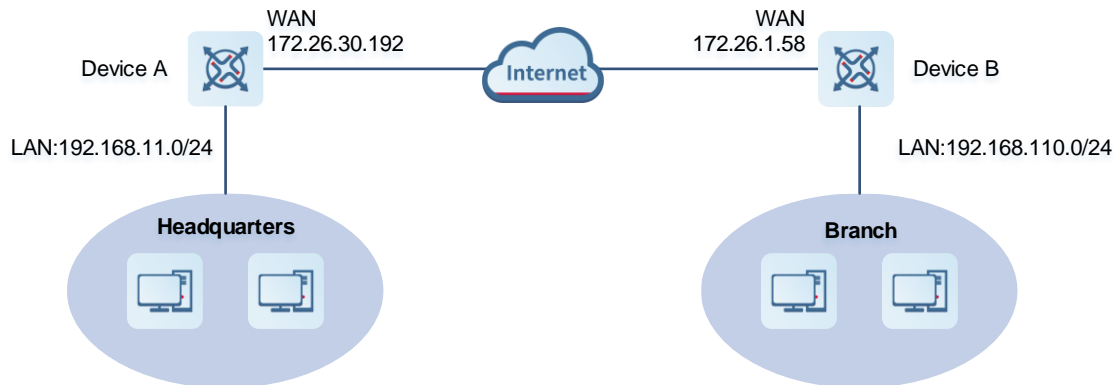 WAN
172.26.30.192
WAN
172.26.1.58
Device A
Internet
Device B
LAN:192.168.11.0/24
LAN:192.168.110.0/24
Headquarters
Branch